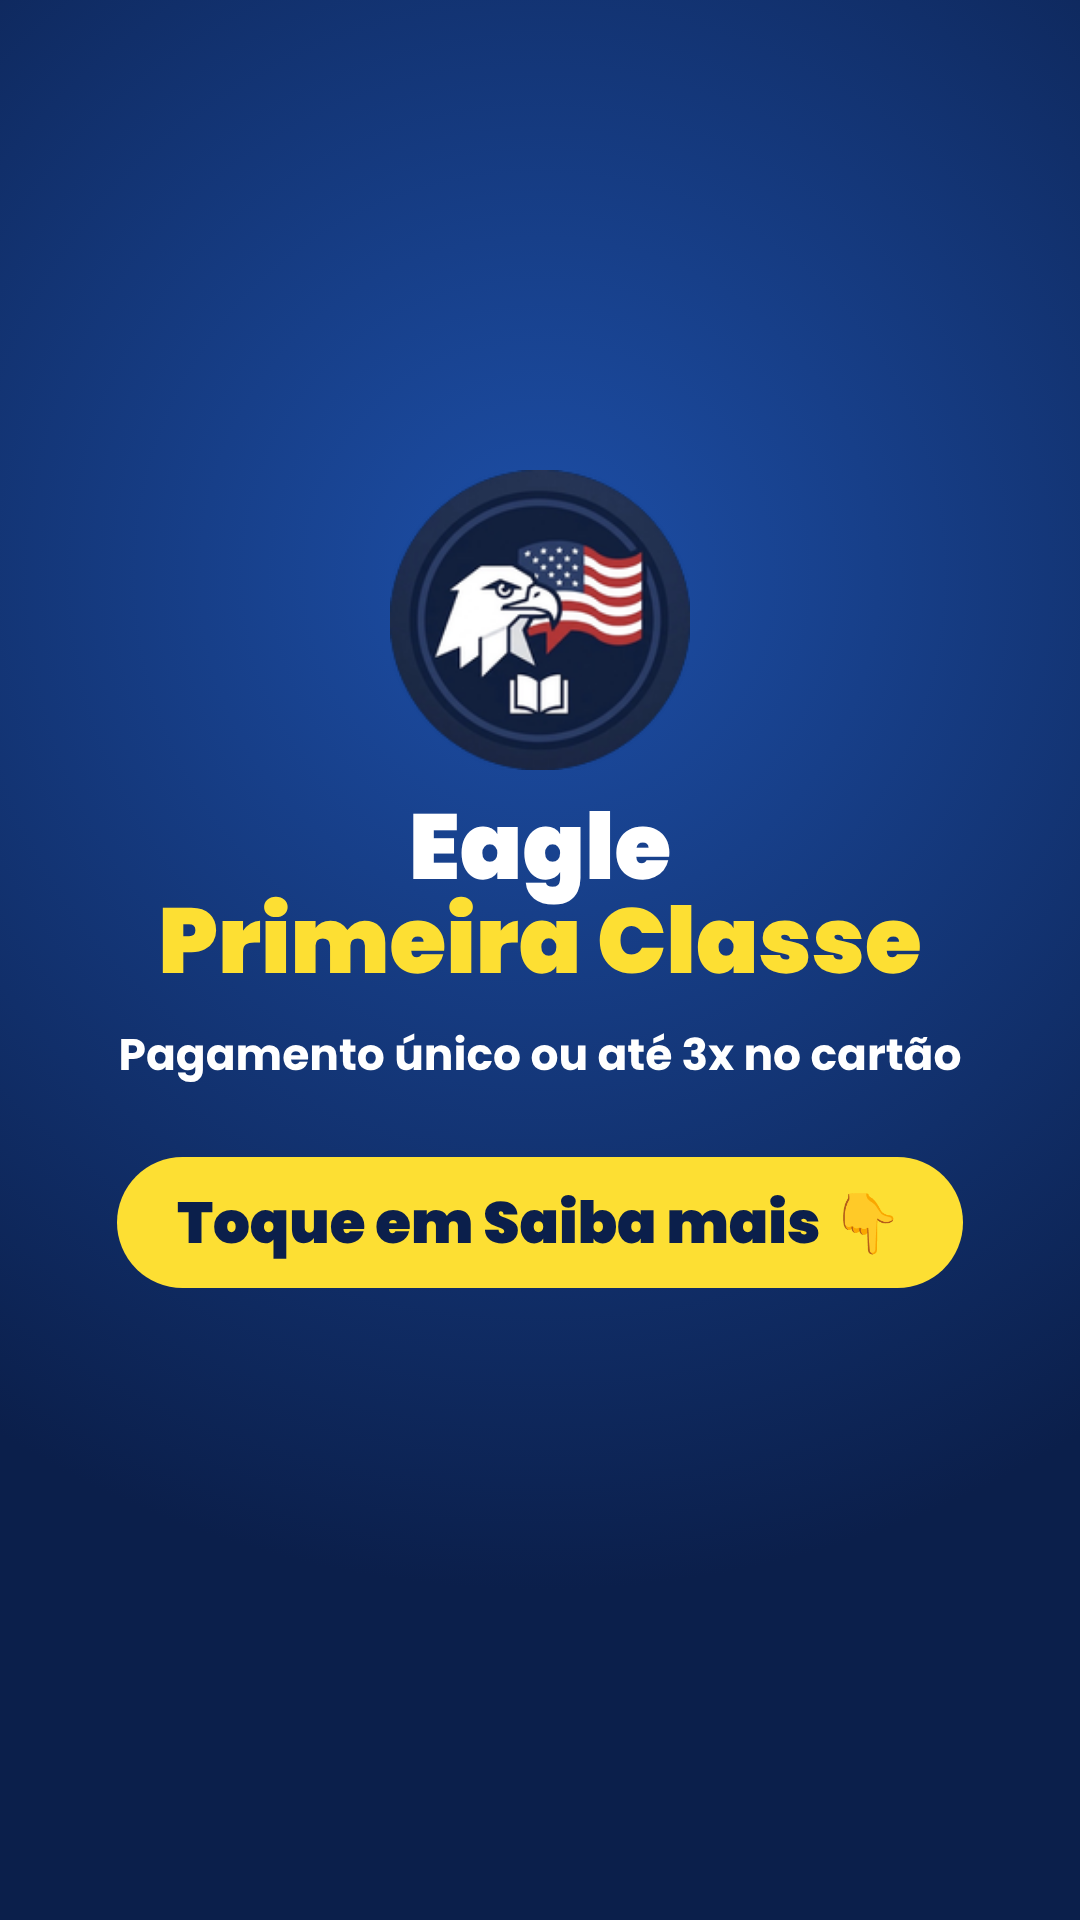 Eagle
Primeira Classe
Pagamento único ou até 3x no cartão
Toque em Saiba mais 👇